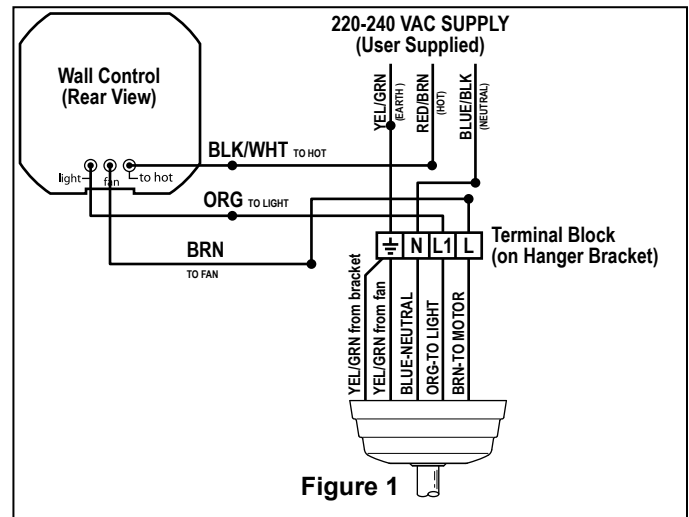 220-240 VAC SUPPLY
(User Supplied)
Wall Control
(Rear View)
YEL/GRN
(EARTH )
RED/BRN
(HOT)
BLUE/BLK
(NEUTRAL)
light
fan
to hot
BLK/WHT TO HOT
ORG TO LIGHT
BRN
TO FAN
N L1 L
Terminal Block
(on Hanger Bracket)
YEL/GRN from bracket
YEL/GRN from fan
BLUE-NEUTRAL
ORG-TO LIGHT
BRN-TO MOTOR
Figure 1